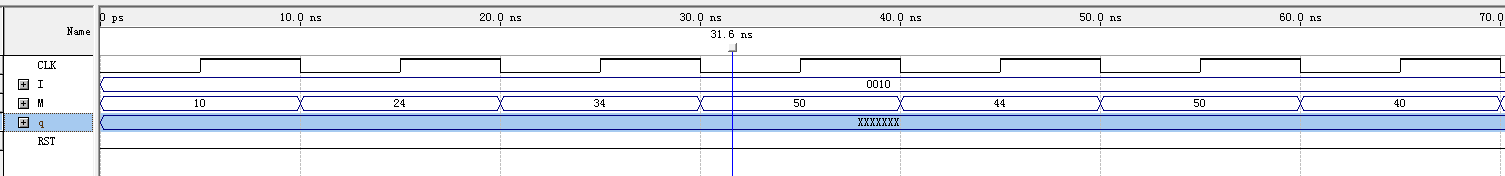 0 ps 10.0 ns 20.0 ns 30.0 ns 40.0 ns 50.0 ns 60.0 ns 70.0
Name
31.6 ns
CLK
I 0010
M 10 24 34 50 44 50 40
q XXXXXXX
RST